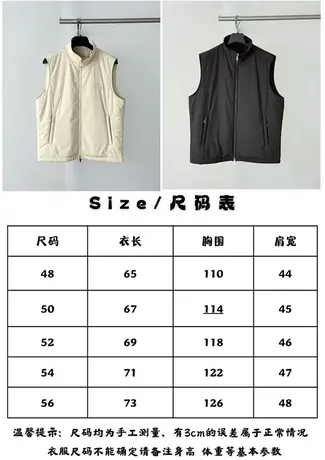 Size/尺码表
尺码 衣长 胸围 肩宽
48 65 110 44
50 67 114 45
52 69 118 46
54 71 122 47
56 73 126 48
温馨提示：尺码均为手工测量、有3cm的误差属于正常情况
衣服尺码不能确定请备注身高 体重等基本参数